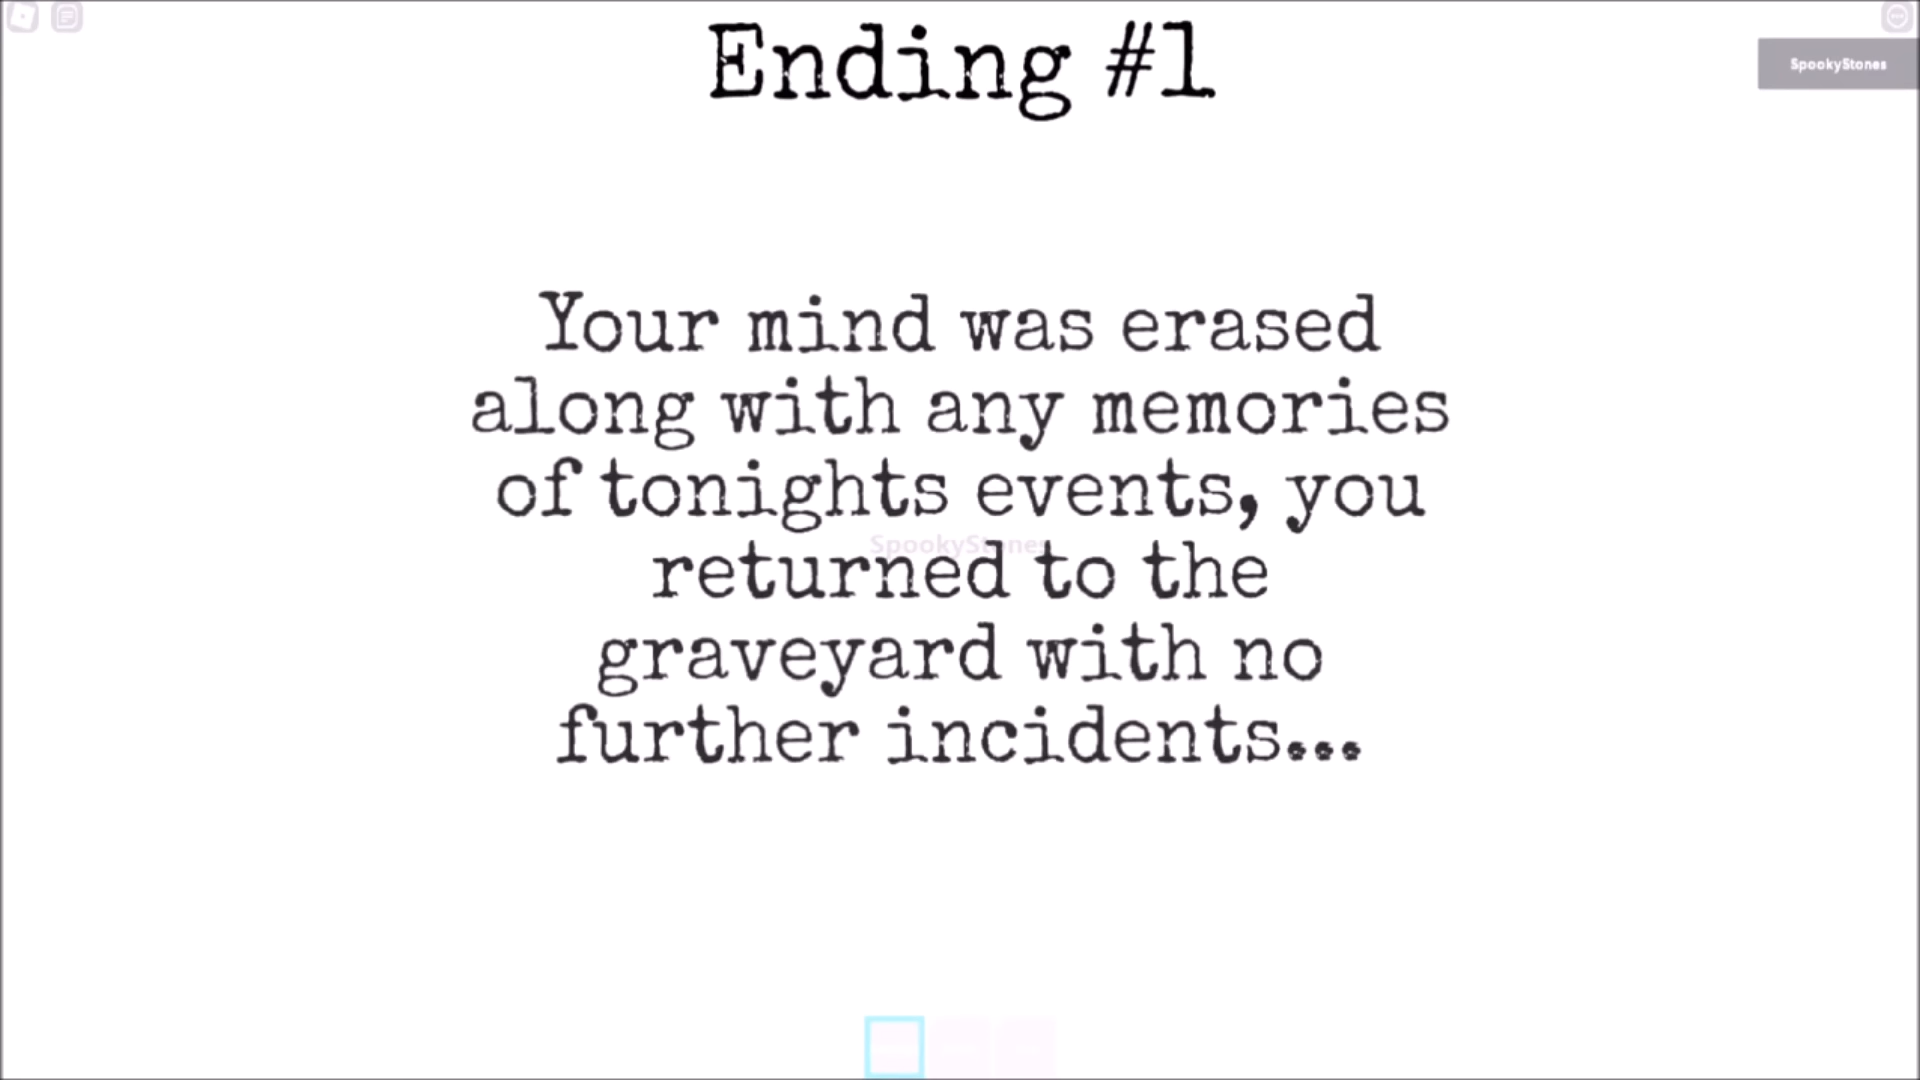 Ending #1
SpookyStones
Your mind was erased
along with any memories
of tonights events, you
SpookyStones
returned to the
graveyard with no
further incidents...